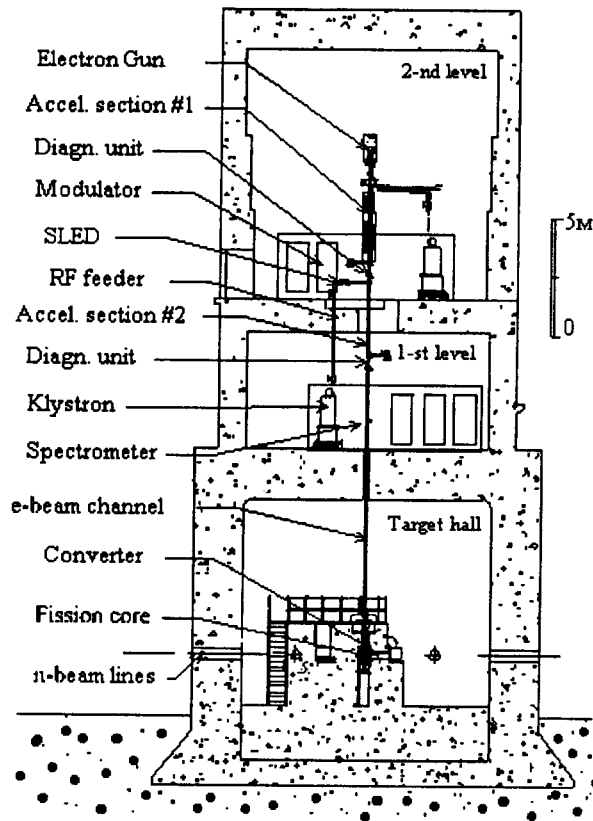 Electron Gun
2-nd level
Accel. section #1
Diagn. unit
Modulator
5м
SLED
RF feeder
Accel. section #2
0
Diagn. unit
1-st level
Klystron
Spectrometer
e-beam channel
Target hall
Converter
Fission core
n-beam lines